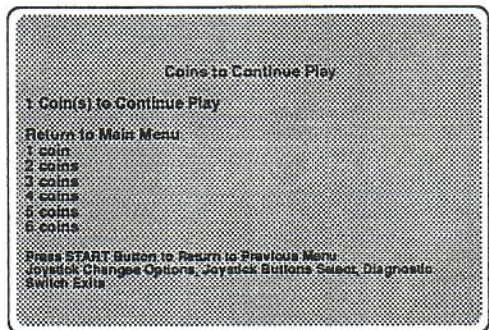 Coins to Continue Play
1 Coin(s) to Continue Play
Return to Main Menu
1 coin
2 coins
3 coins
4 coins
5 coins
6 coins
Press START Button to Return to Previous Menu
Joystick Changes Options, Joystick Buttons Select, Diagnostic
Switch Exits